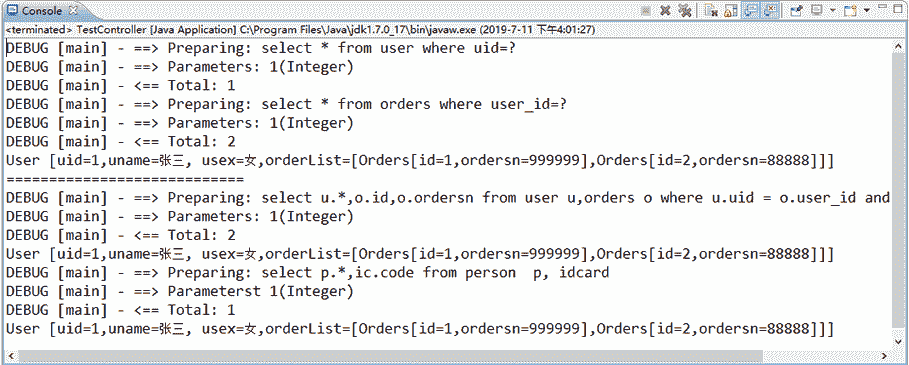 Console
<terminated> TestController [Java Application] C:\Program Files\Java\jdk1.7.0_17\bin\javaw.exe (2019-7-11 下午4:01:27)
DEBUG [main] - ==> Preparing: select * from user where uid=?
DEBUG [main] - ==> Parameters: 1(Integer)
DEBUG [main] - <== Total: 1
DEBUG [main] - ==> Preparing: select * from orders where user_id=?
DEBUG [main] - ==> Parameters: 1(Integer)
DEBUG [main] - <== Total: 2
User [uid=1,uname=张三, usex=女,orderList=[Orders[id=1,ordersn=999999],Orders[id=2,ordersn=88888]]]
============================
DEBUG [main] - ==> Preparing: select u.*,o.id,o.ordersn from user u,orders o where u.uid = o.user_id and
DEBUG [main] - ==> Parameters: 1(Integer)
DEBUG [main] - <== Total: 2
User [uid=1,uname=张三, usex=女,orderList=[Orders[id=1,ordersn=999999],Orders[id=2,ordersn=88888]]]
DEBUG [main] - ==> Preparing: select p.*,ic.code from person  p, idcard
DEBUG [main] - ==> Parameterst 1(Integer)
DEBUG [main] - <== Total: 1
User [uid=1,uname=张三, usex=女,orderList=[Orders[id=1,ordersn=999999],Orders[id=2,ordersn=88888]]]